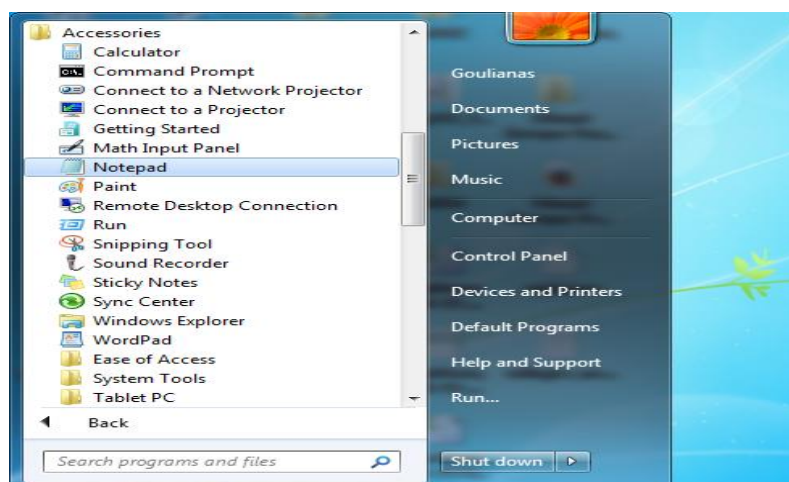 Accessories
Calculator
Command Prompt
Connect to a Network Projector
Connect to a Projector
Getting Started
Math Input Panel
Notepad
Paint
Remote Desktop Connection
Run
Snipping Tool
Sound Recorder
Sticky Notes
Sync Center
Windows Explorer
WordPad
Ease of Access
System Tools
Tablet PC
Back
Search programs and files
Goulianas
Documents
Pictures
Music
Computer
Control Panel
Devices and Printers
Default Programs
Help and Support
Run...
Shut down